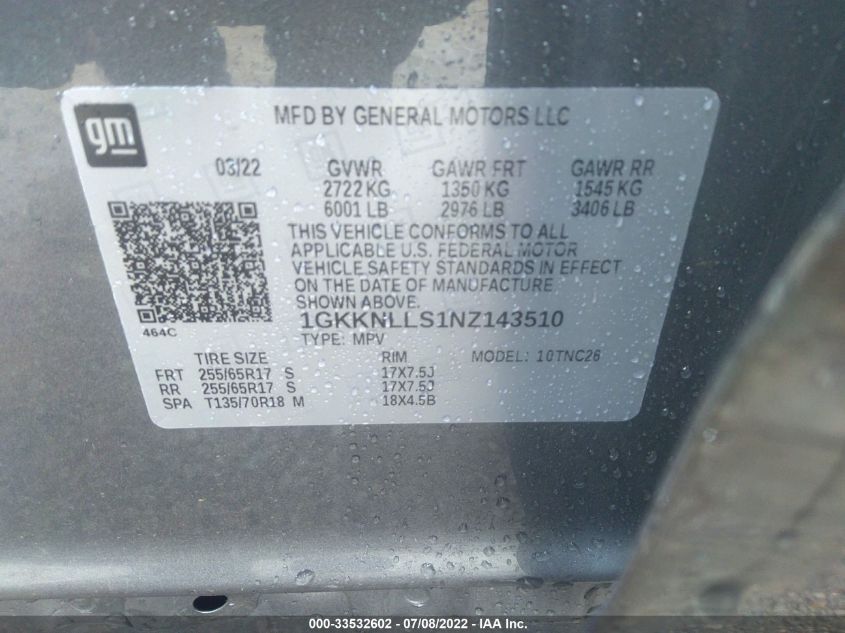 gm
MFD BY GENERAL MOTORS LLC
03/22 GVWR GAWR FRT GAWR RR
2722 KG 1350 KG 1545 KG
6001 LB 2976 LB 3406 LB
THIS VEHICLE CONFORMS TO ALL
APPLICABLE U.S. FEDERAL MOTOR
VEHICLE SAFETY STANDARDS IN EFFECT
ON THE DATE OF MANUFACTURE
SHOWN ABOVE.
464C
1GKKNLLS1NZ143510
TYPE: MPV
TIRE SIZE RIM MODEL: 10TNC26
FRT 255/65R17 S 17X7.5J
RR 255/65R17 S 17X7.5J
SPA T135/70R18 M 18X4.5B
000-33532602 - 07/08/2022 - IAA Inc.